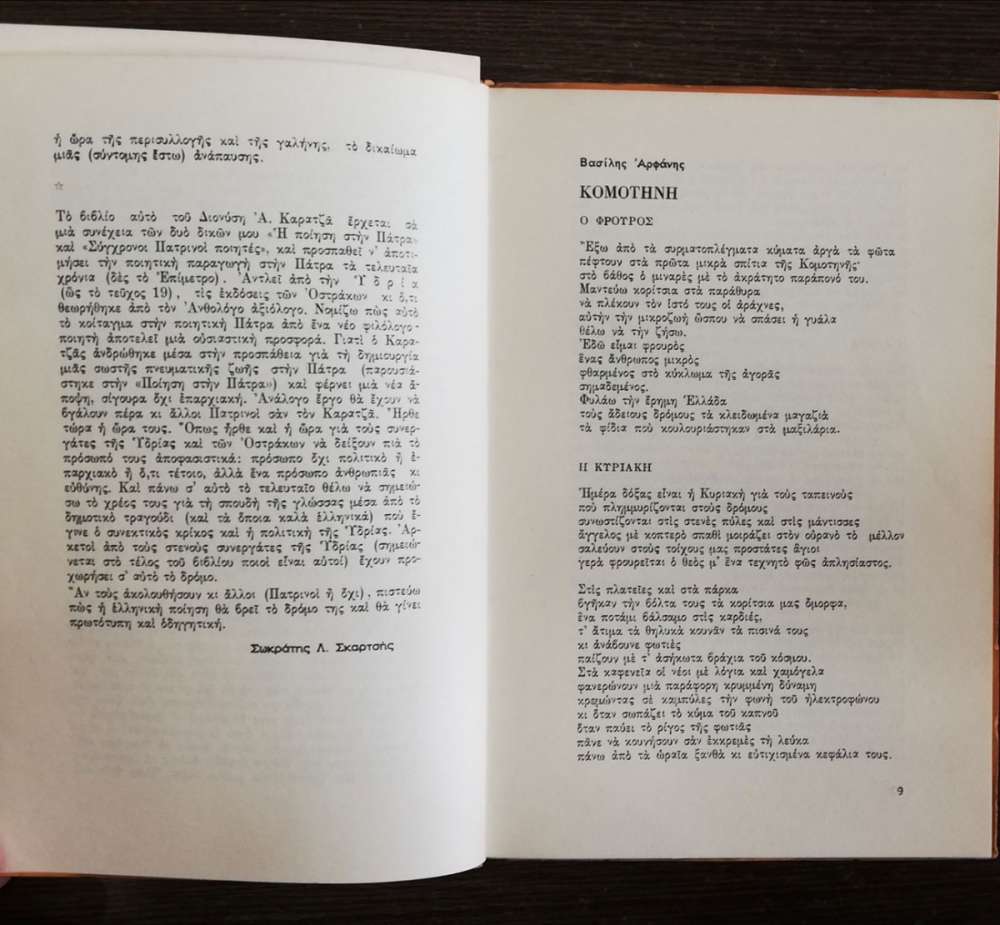 ἡ ὥρα τῆς περισυλλογῆς καὶ τῆς γαλήνης, τὸ δικαίωμα
μιᾶς (σύντομης ἔστω) ἀνάπαυσης.
☆
Τὸ βιβλίο αὐτὸ τοῦ Διονύση Ἀ. Καρατζᾶ ἔρχεται σὰ
μιὰ συνέχεια τῶν δυὸ δικῶν μου «Ἡ ποίηση στὴν Πάτρα»
καὶ «Σύγχρονοι Πατρινοὶ ποιητές», καὶ προσπαθεῖ ν' ἀποτι-
μήσει τὴν ποιητικὴ παραγωγὴ στὴν Πάτρα τὰ τελευταῖα
χρόνια (δὲς τὸ Ἐπίμετρο). Ἀντλεῖ ἀπὸ τὴν Ὑδρία
(ὣς τὸ τεῦχος 19), τὶς ἐκδόσεις τῶν Ὀστράκων κι ὅ,τι
θεωρήθηκε ἀπὸ τὸν Ἀνθολόγο ἀξιόλογο. Νομίζω πὼς αὐτὸ
τὸ κοίταγμα στὴν ποιητικὴ Πάτρα ἀπὸ ἕνα νέο φιλόλογο-
ποιητὴ ἀποτελεῖ μιὰ οὐσιαστικὴ προσφορά. Γιατὶ ὁ Καρα-
τζᾶς ἀνδρώθηκε μέσα στὴν προσπάθεια γιὰ τὴ δημιουργία
μιᾶς σωστῆς πνευματικῆς ζωῆς στὴν Πάτρα (παρουσιά-
στηκε στὴν «Ποίηση στὴν Πάτρα») καὶ φέρνει μιὰ νέα ἄ-
ποψη, σίγουρα ὄχι ἐπαρχιακή. Ἀνάλογο ἔργο θὰ ἔχουν νὰ
βγάλουν πέρα κι ἄλλοι Πατρινοὶ σὰν τὸν Καρατζᾶ. Ἦρθε
τώρα ἡ ὥρα τους. Ὅπως ἦρθε καὶ ἡ ὥρα γιὰ τοὺς συνερ-
γάτες τῆς Ὑδρίας καὶ τῶν Ὀστράκων νὰ δείξουν πιὰ τὸ
πρόσωπό τους ἀποφασιστικά: πρόσωπο ὄχι πολιτικὸ ἢ ἐ-
παρχιακὸ ἢ ὅ,τι τέτοιο, ἀλλὰ ἕνα πρόσωπο ἀνθρωπιᾶς κι
εὐθύνης. Καὶ πάνω σ' αὐτὸ τὸ τελευταῖο θέλω νὰ σημειώ-
σω τὸ χρέος τους γιὰ τὴ σπουδὴ τῆς γλώσσας μέσα ἀπὸ τὸ
δημοτικὸ τραγούδι (καὶ τὰ ὅποια καλὰ ἑλληνικά) ποὺ ἔ-
γινε ὁ συνεκτικὸς κρίκος καὶ ἡ πολιτικὴ τῆς Ὑδρίας. Ἀρ-
κετοὶ ἀπὸ τοὺς στενοὺς συνεργάτες τῆς Ὑδρίας (σημειώ-
νεται στὸ τέλος τοῦ βιβλίου ποιοὶ εἶναι αὐτοί) ἔχουν προ-
χωρήσει σ' αὐτὸ τὸ δρόμο.
Ἂν τοὺς ἀκολουθήσουν κι ἄλλοι (Πατρινοὶ ἢ ὄχι), πιστεύω
πὼς ἡ ἑλληνικὴ ποίηση θὰ βρεῖ τὸ δρόμο της καὶ θὰ γίνει
πρωτότυπη καὶ ὁδηγητική.
Σωκράτης Λ. Σκαρτσῆς
Βασίλης Ἀρφάνης
ΚΟΜΟΤΗΝΗ
Ο ΦΡΟΥΡΟΣ
Ἔξω ἀπὸ τὰ συρματοπλέγματα κύματα ἀργὰ τὰ φῶτα
πέφτουν στὰ πρῶτα μικρὰ σπίτια τῆς Κομοτηνῆς·
στὸ βάθος ὁ μιναρὲς μὲ τὸ ἀκράτητο παράπονό του.
Μαντεύω κορίτσια στὰ παράθυρα
νὰ πλέκουν τὸν ἱστό τους οἱ ἀράχνες,
αὐτὴν τὴν μικροζωὴ ὥσπου νὰ σπάσει ἡ γυάλα
θέλω νὰ τὴν ζήσω.
Ἐδῶ εἶμαι φρουρὸς
ἕνας ἄνθρωπος μικρὸς
φθαρμένος στὸ κύκλωμα τῆς ἀγορᾶς
σημαδεμένος.
Φυλάω τὴν ἔρημη Ἑλλάδα
τοὺς ἄδειους δρόμους τὰ κλειδωμένα μαγαζιὰ
τὰ φίδια ποὺ κουλουριάστηκαν στὰ μαξιλάρια.
Η ΚΥΡΙΑΚΗ
Ἡμέρα δόξας εἶναι ἡ Κυριακὴ γιὰ τοὺς ταπεινοὺς
ποὺ πλημμυρίζονται στοὺς δρόμους
συνωστίζονται στὶς στενὲς πύλες καὶ στὶς μάντισσες
ἄγγελος μὲ κοπτερὸ σπαθὶ μοιράζει στὸν οὐρανὸ τὸ μέλλον
σαλεύουν στοὺς τοίχους μας προστάτες ἅγιοι
γερὰ φρουρεῖται ὁ θεὸς μ' ἕνα τεχνητὸ φῶς ἀπλησίαστος.
Στὶς πλατεῖες καὶ στὰ πάρκα
βγῆκαν τὴν βόλτα τους τὰ κορίτσια μας ὄμορφα,
ἕνα ποτάμι βάλσαμο στὶς καρδιές,
τ' ἄτιμα τὰ θηλυκὰ κουνᾶν τὰ πισινά τους
κι ἀνάβουνε φωτιὲς
παίζουν μὲ τ' ἀσήκωτα βράχια τοῦ κόσμου.
Στὰ καφενεῖα οἱ νέοι μὲ λόγια καὶ χαμόγελα
φανερώνουν μιὰ παράφορη κρυμμένη δύναμη
κρεμώντας σὲ καμπύλες τὴν φωνὴ τοῦ ἠλεκτροφώνου
κι ὅταν σωπάζει τὸ κύμα τοῦ καπνοῦ
ὅταν παύει τὸ ρίγος τῆς φωτιᾶς
πᾶνε νὰ κουνήσουν σὰν ἐκκρεμὲς τὴ λεύκα
πάνω ἀπὸ τὰ ὡραῖα ξανθὰ κι εὐτυχισμένα κεφάλια τους.
9